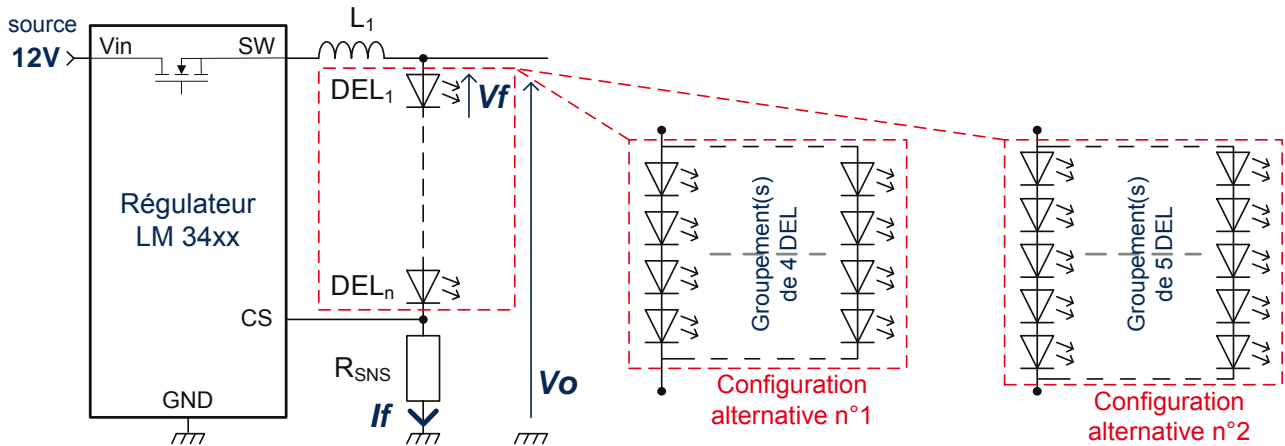 source
12V
Vin
SW
L1
DEL1
Vf
Régulateur
LM 34xx
DELn
CS
RSNS
GND
If
Vo
Groupement(s)
de 4 DEL
Configuration
alternative n°1
Groupement(s)
de 5 DEL
Configuration
alternative n°2